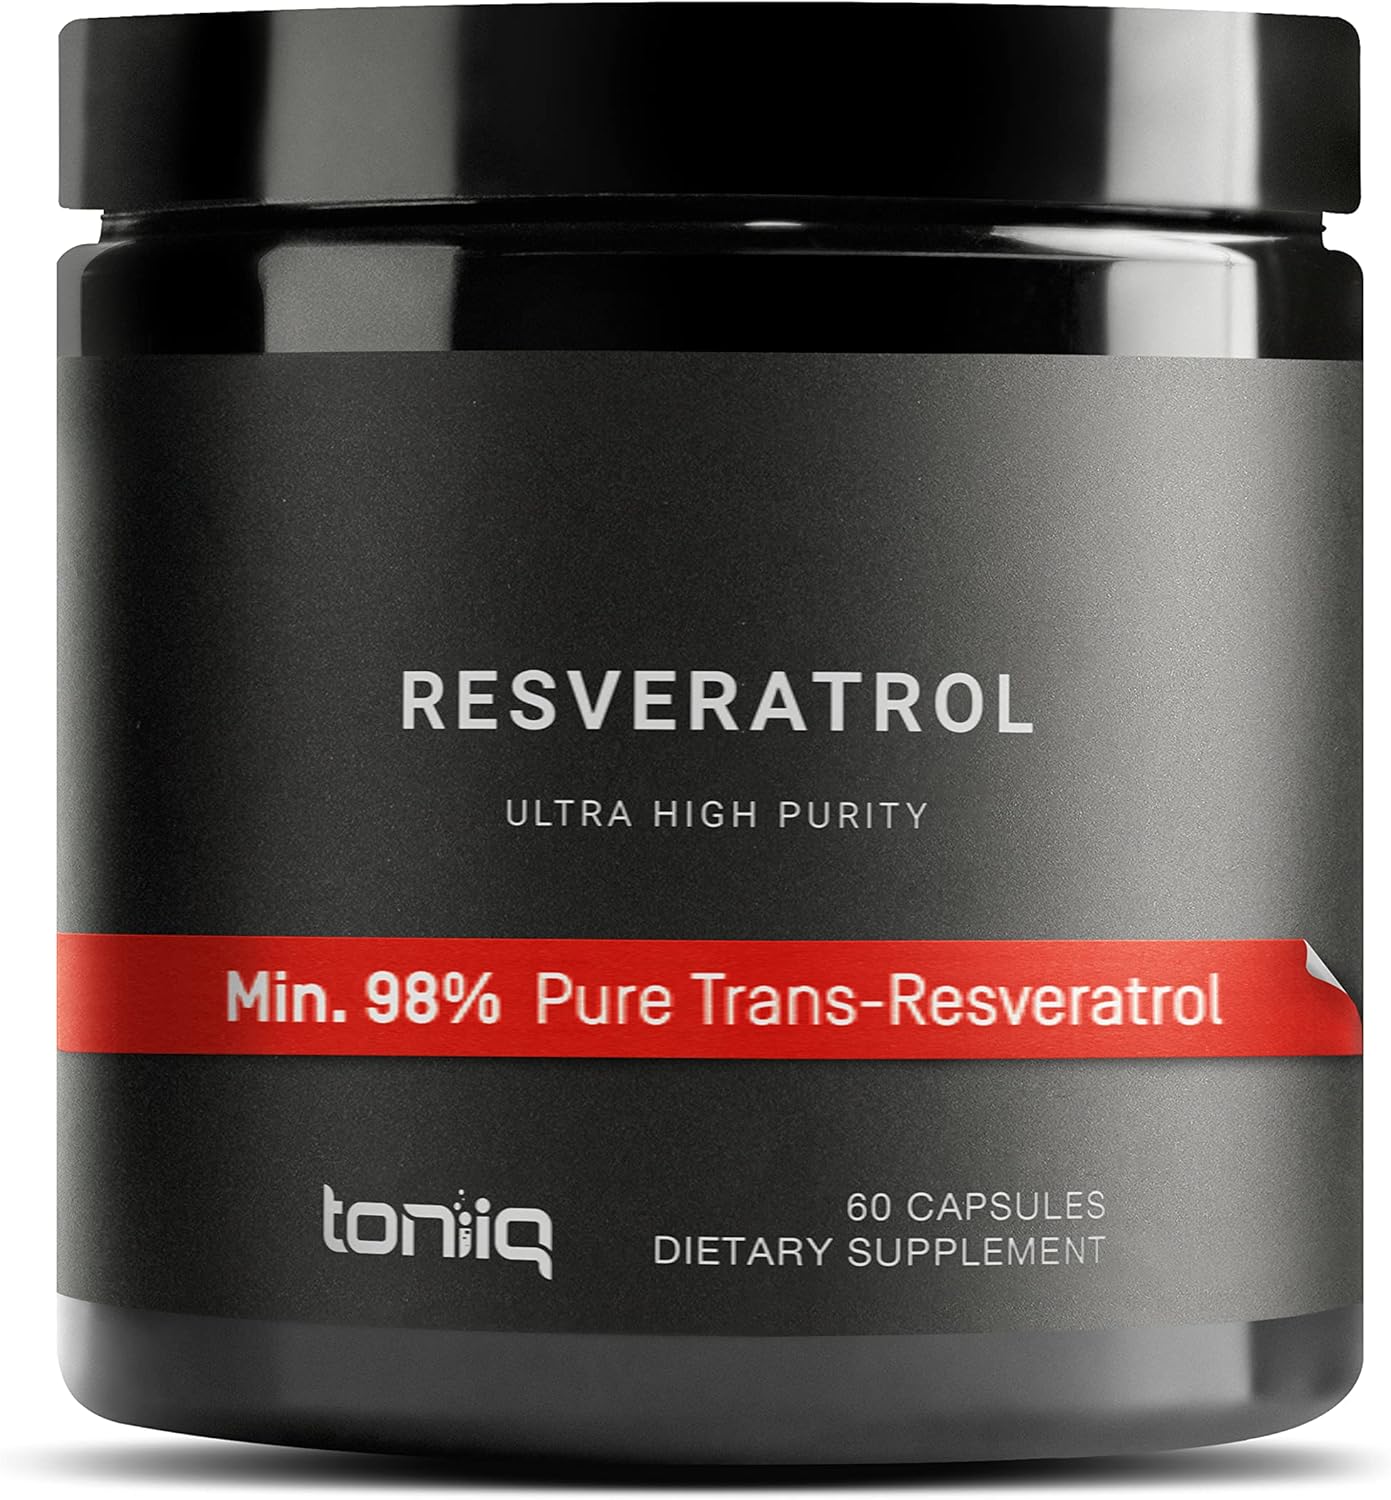 RESVERATROL
ULTRA HIGH PURITY
Min. 98% Pure Trans-Resveratrol
toniiq
60 CAPSULES
DIETARY SUPPLEMENT